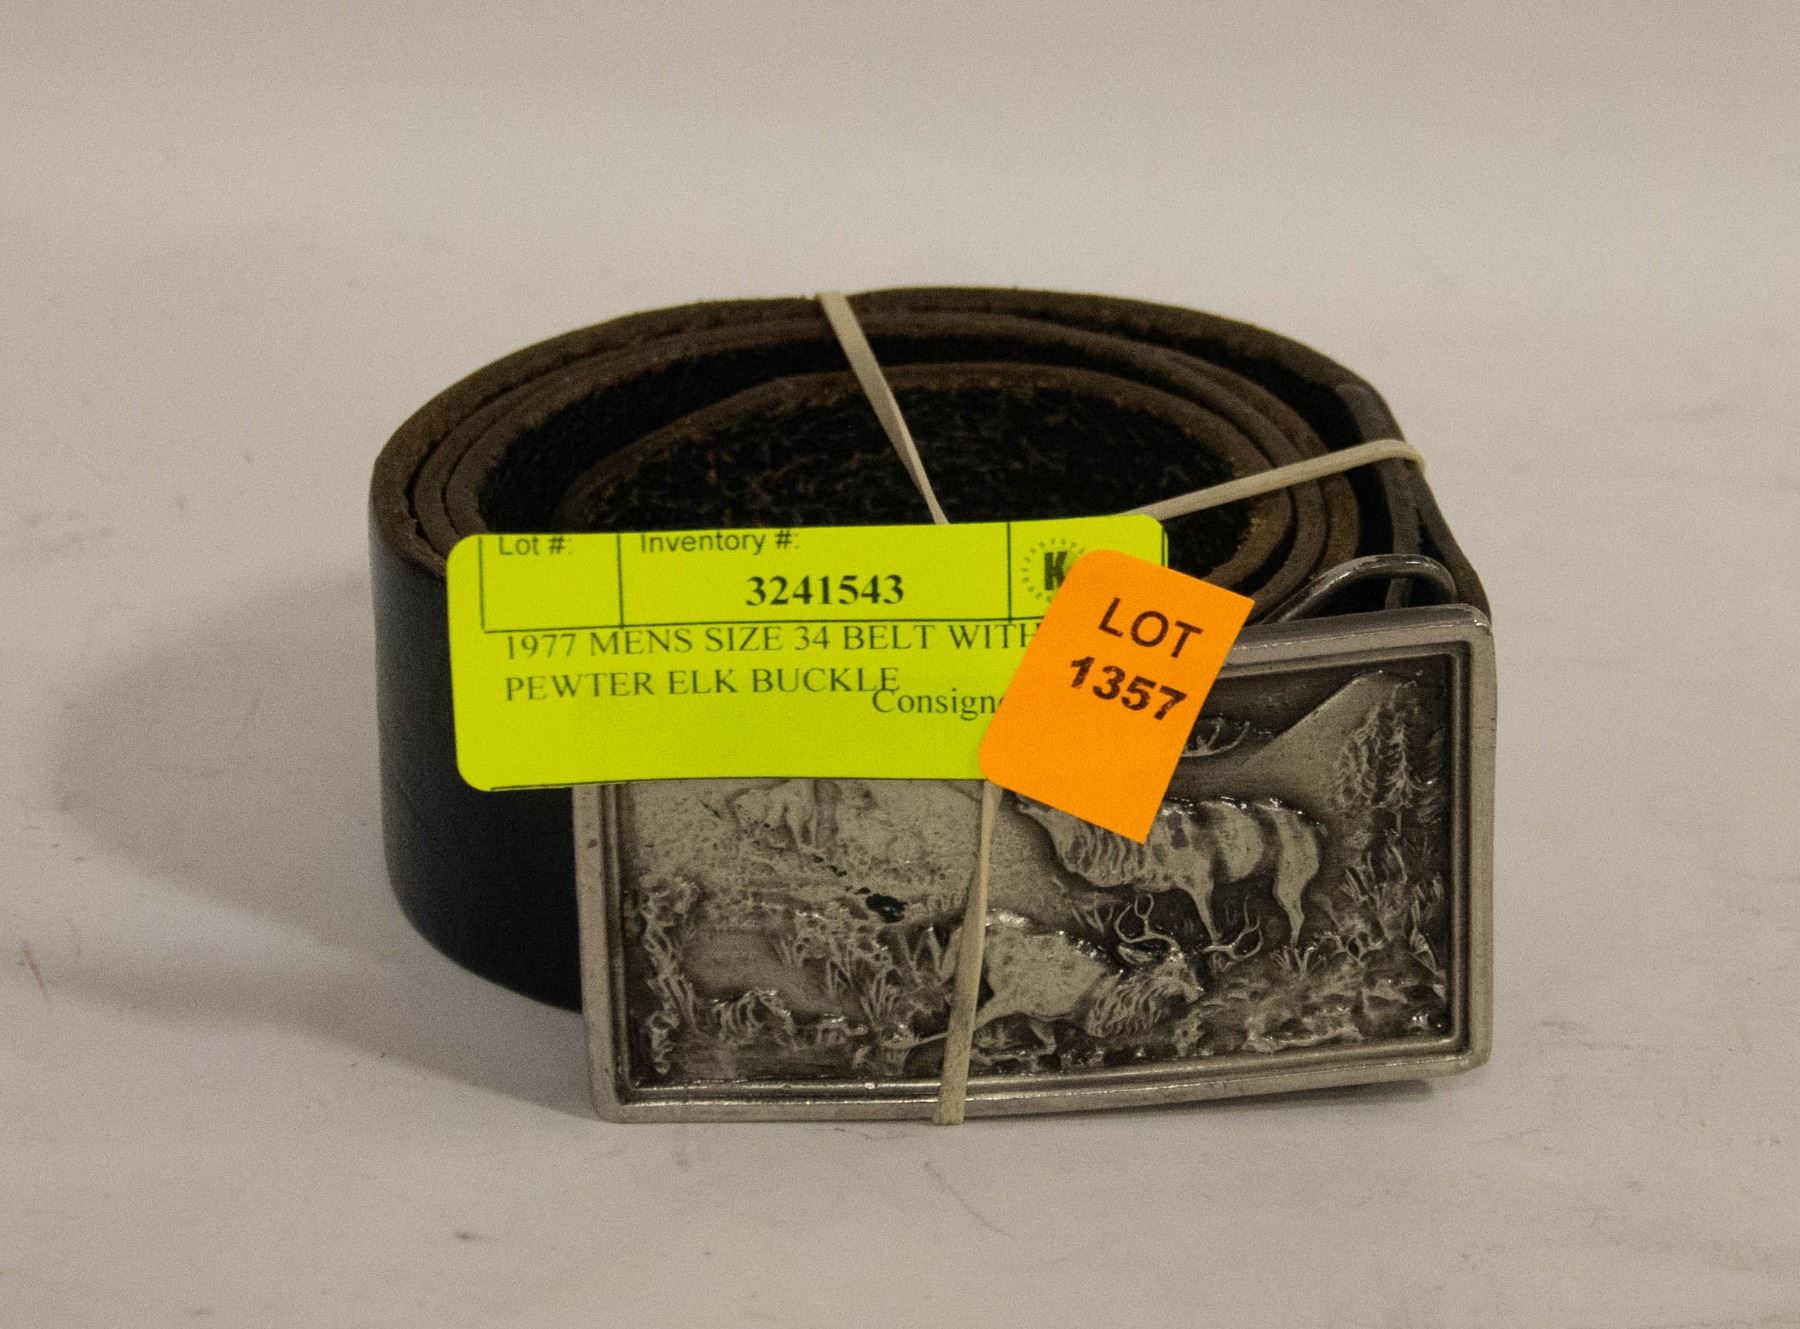 Lot #:
Inventory #:
3241543
K
1977 MENS SIZE 34 BELT WITH
PEWTER ELK BUCKLE
LOT
1357